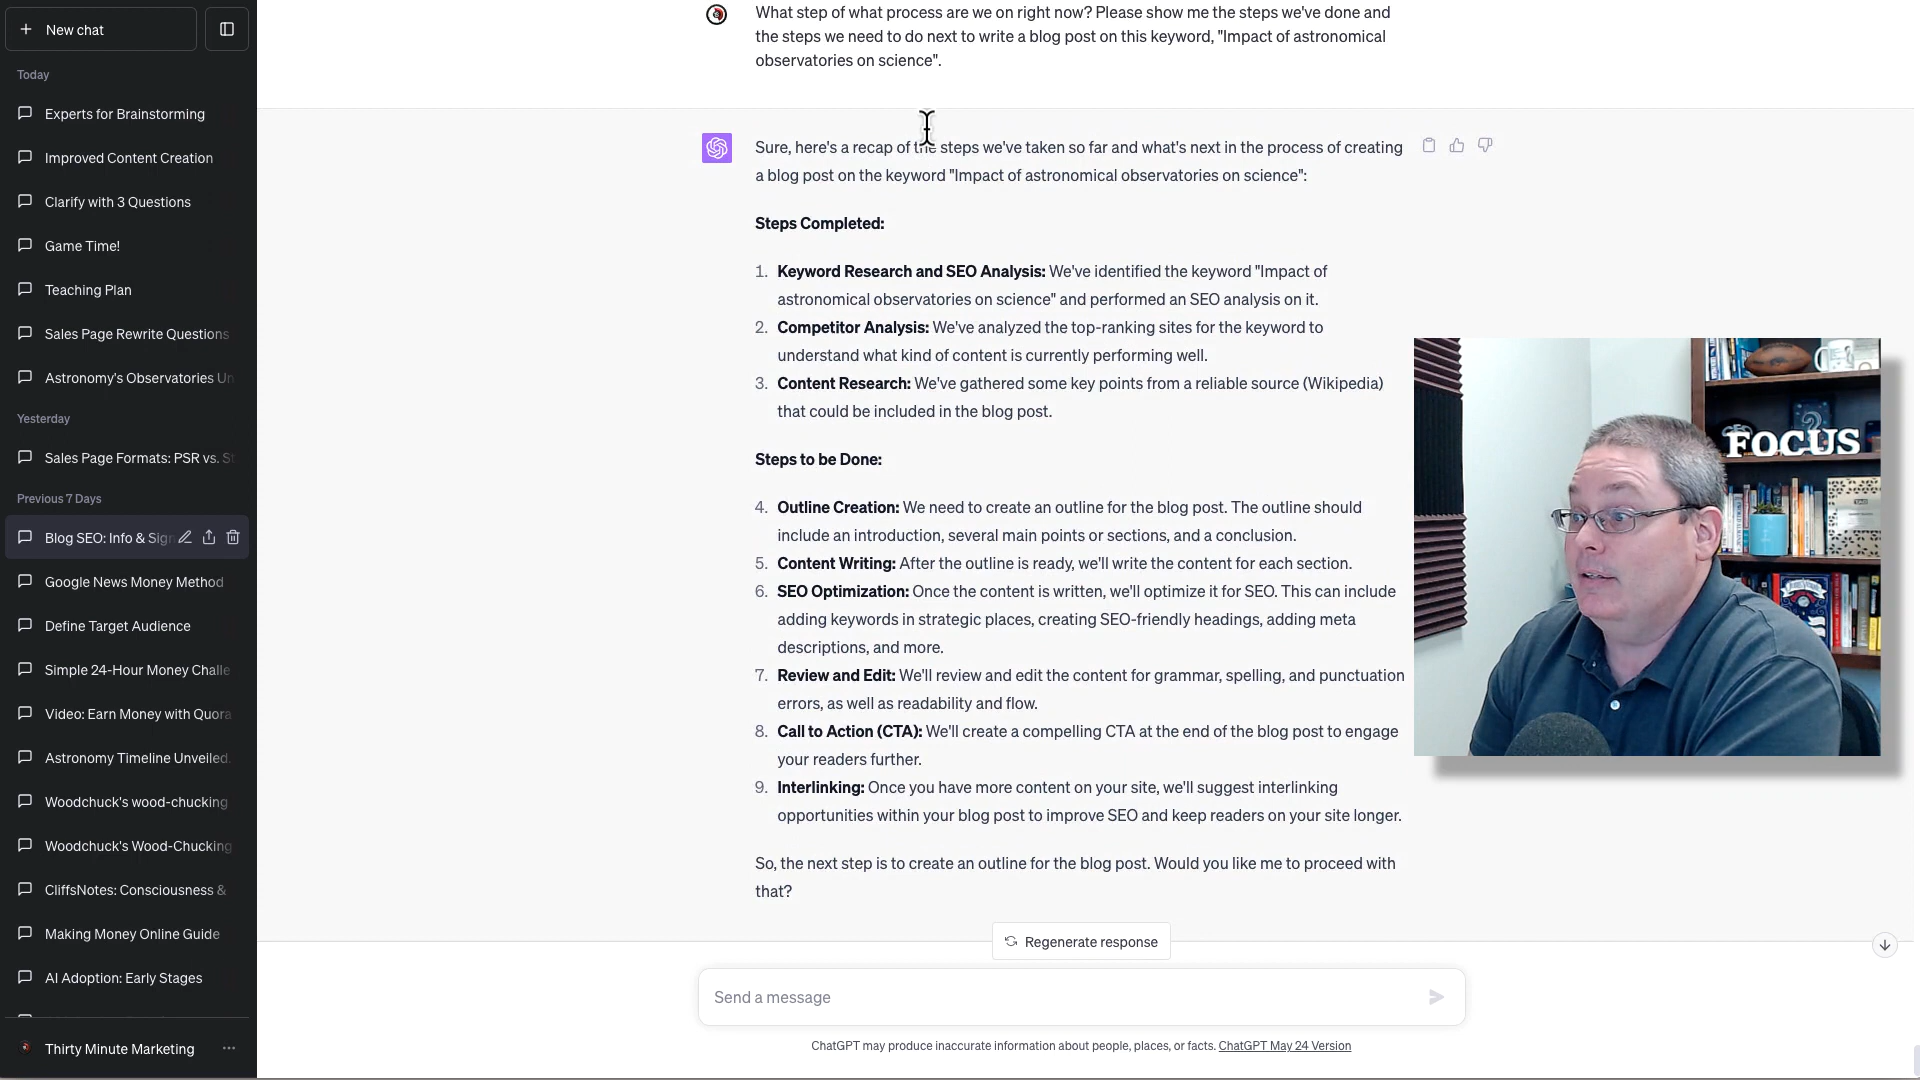 New chat
Today
Experts for Brainstorming
Improved Content Creation
Clarify with 3 Questions
Game Time!
Teaching Plan
Sales Page Rewrite Questions
Astronomy's Observatories Un
Yesterday
Sales Page Formats: PSR vs. St
Previous 7 Days
Blog SEO: Info & Sign
Google News Money Method
Define Target Audience
Simple 24-Hour Money Challe
Video: Earn Money with Quora
Astronomy Timeline Unveiled.
Woodchuck's wood-chucking
Woodchuck's Wood-Chucking
CliffsNotes: Consciousness &
Making Money Online Guide
AI Adoption: Early Stages
Thirty Minute Marketing
What step of what process are we on right now? Please show me the steps we've done and
the steps we need to do next to write a blog post on this keyword, "Impact of astronomical
observatories on science".
Sure, here's a recap of the steps we've taken so far and what's next in the process of creating
a blog post on the keyword "Impact of astronomical observatories on science":
Steps Completed:
1. Keyword Research and SEO Analysis: We've identified the keyword "Impact of
astronomical observatories on science" and performed an SEO analysis on it.
2. Competitor Analysis: We've analyzed the top-ranking sites for the keyword to
understand what kind of content is currently performing well.
3. Content Research: We've gathered some key points from a reliable source (Wikipedia)
that could be included in the blog post.
Steps to be Done:
4. Outline Creation: We need to create an outline for the blog post. The outline should
include an introduction, several main points or sections, and a conclusion.
5. Content Writing: After the outline is ready, we'll write the content for each section.
6. SEO Optimization: Once the content is written, we'll optimize it for SEO. This can include
adding keywords in strategic places, creating SEO-friendly headings, adding meta
descriptions, and more.
7. Review and Edit: We'll review and edit the content for grammar, spelling, and punctuation
errors, as well as readability and flow.
8. Call to Action (CTA): We'll create a compelling CTA at the end of the blog post to engage
your readers further.
9. Interlinking: Once you have more content on your site, we'll suggest interlinking
opportunities within your blog post to improve SEO and keep readers on your site longer.
So, the next step is to create an outline for the blog post. Would you like me to proceed with
that?
Regenerate response
Send a message
ChatGPT may produce inaccurate information about people, places, or facts. ChatGPT May 24 Version
FOCUS